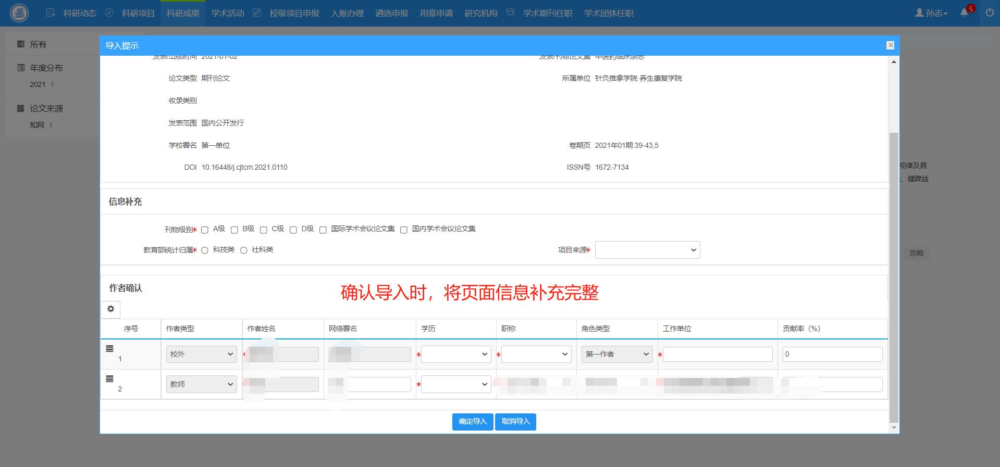 科研动态 科研项目 科研成果 学术活动 校级项目申报 入账办理 遴选申报 用章申请 研究机构 学术期刊任职 学术团体任职 孙志 5
所有
年度分布
2021 1
论文来源
知网 1
导入提示
发表/出版时间 2021-01-02 发表/刊物论文集 中医药临床杂志
论文类型 期刊论文 所属单位 针灸推拿学院·养生康复学院
收录类别
发表范围 国内公开发行
学校署名 第一单位 卷期页 2021年01期:39-43,5
DOI 10.16448/j.cjtcm.2021.0110 ISSN号 1672-7134
规律及具
、健脾益
信息补充
刊物级别* A级 B级 C级 D级 国际学术会议论文集 国内学术会议论文集
教育部统计归属* 科技类 社科类 项目来源*
忽略
作者确认
确认导入时，将页面信息补充完整
序号 作者类型 作者姓名 网络署名 学历 职称 角色类型 工作单位 贡献率（%）
1 校外 * * * 第一作者 * 0
2 教师 * *
确定导入 取消导入